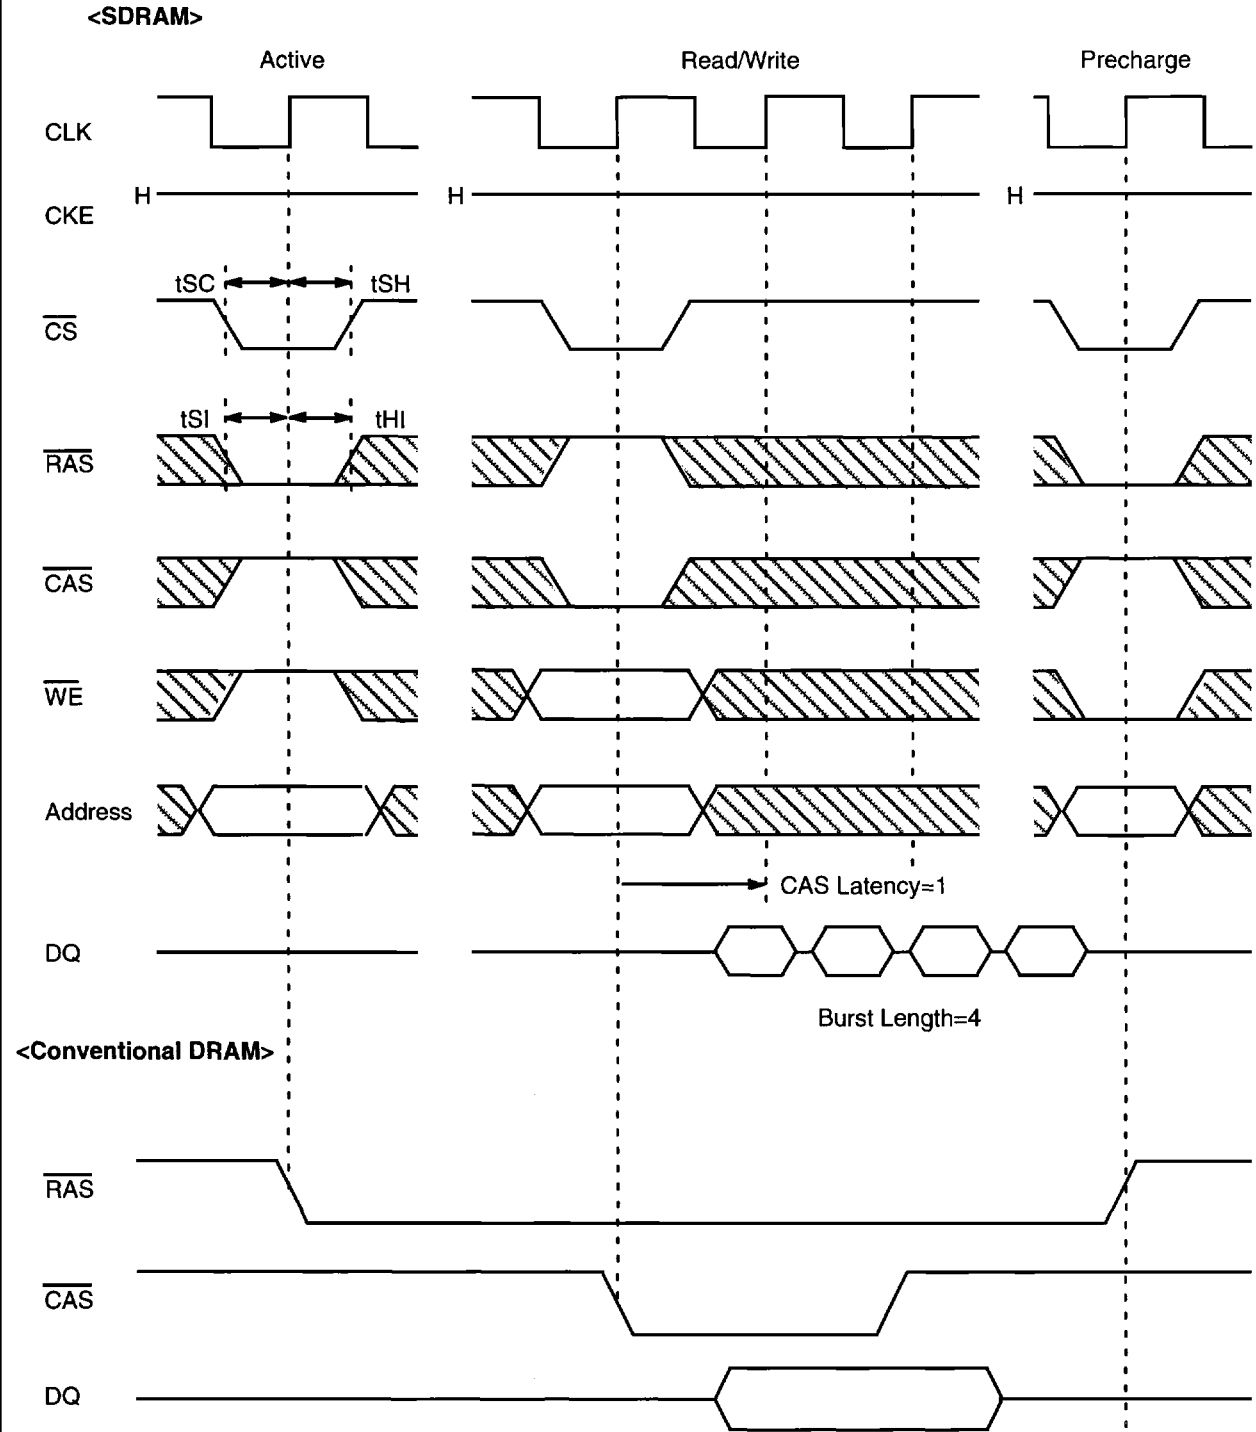 <SDRAM>
Active Read/Write Precharge
CLK
H H H
CKE
tSC tSH
CS
tSI tHI
RAS
CAS
WE
Address
CAS Latency=1
DQ
Burst Length=4
<Conventional DRAM>
RAS
CAS
DQ